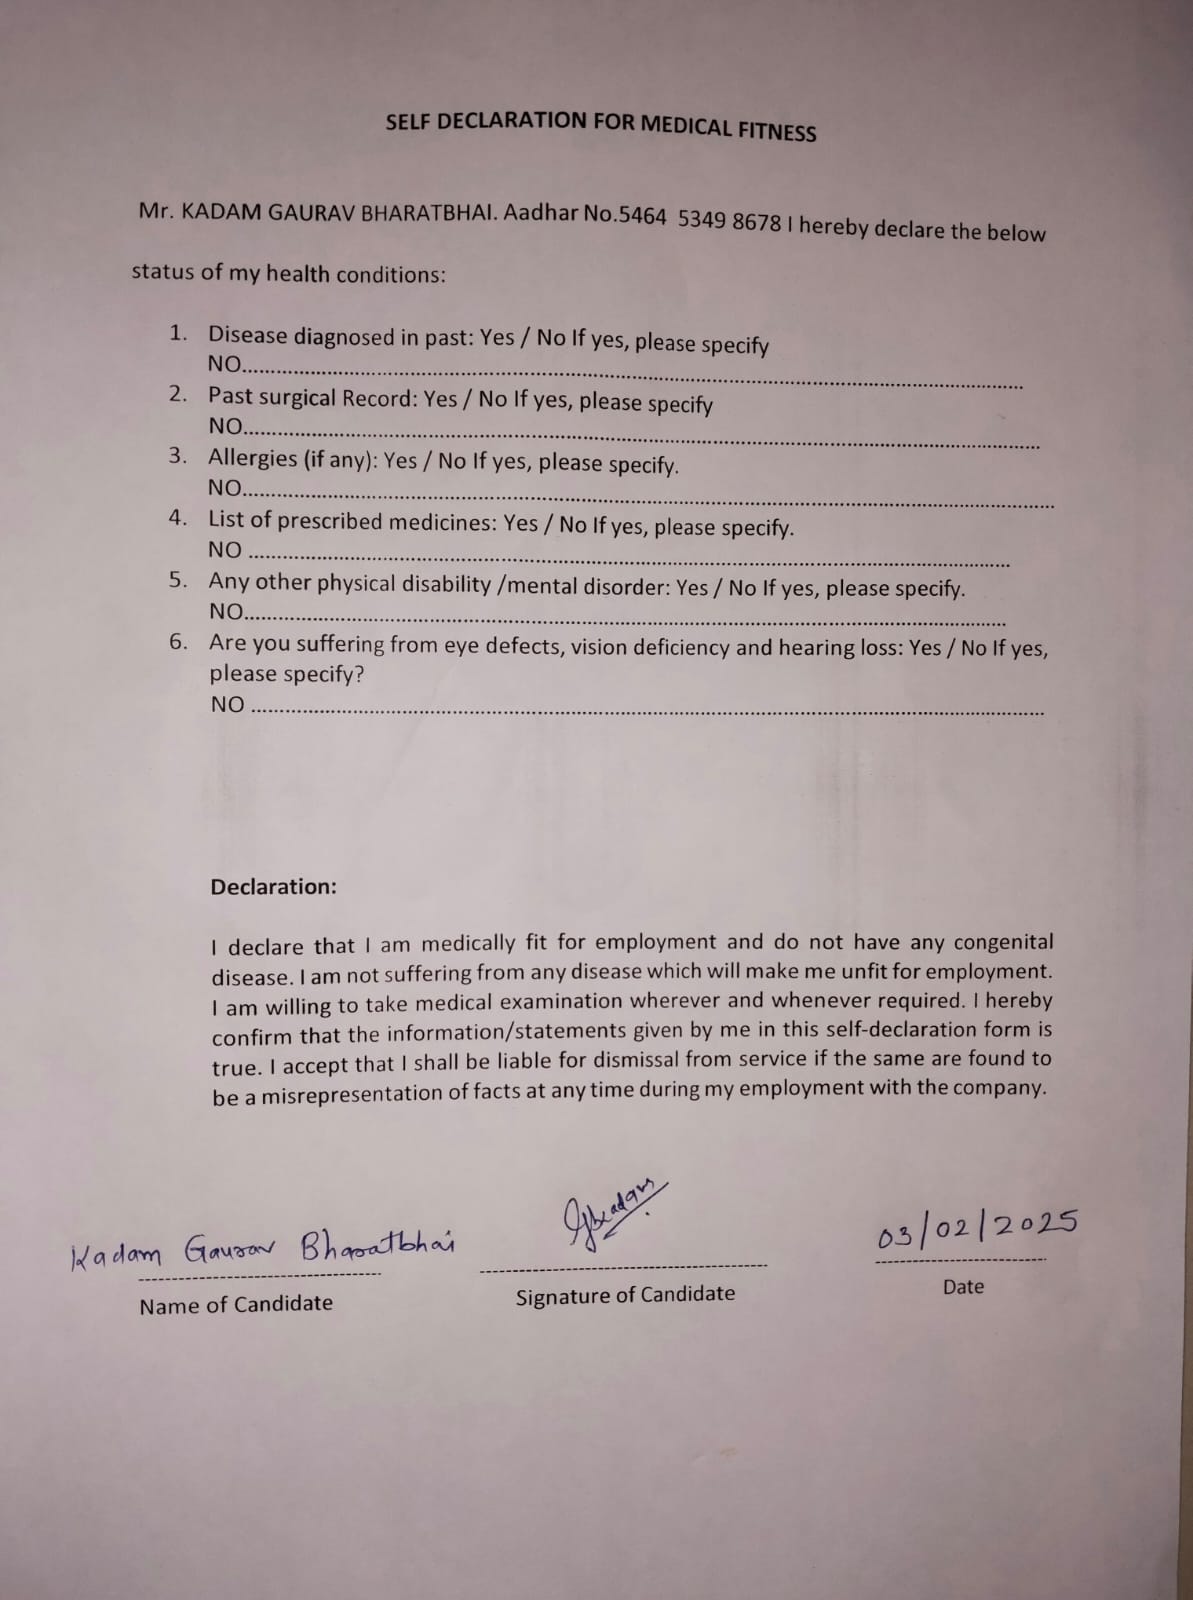 SELF DECLARATION FOR MEDICAL FITNESS
Mr. KADAM GAURAV BHARATBHAI. Aadhar No.5464 5349 8678 I hereby declare the below
status of my health conditions:
1. Disease diagnosed in past: Yes / No If yes, please specify
NO..........................................................................................
2. Past surgical Record: Yes / No If yes, please specify
NO..........................................................................................
3. Allergies (if any): Yes / No If yes, please specify.
NO..........................................................................................
4. List of prescribed medicines: Yes / No If yes, please specify.
NO ..........................................................................................
5. Any other physical disability /mental disorder: Yes / No If yes, please specify.
NO..........................................................................................
6. Are you suffering from eye defects, vision deficiency and hearing loss: Yes / No If yes,
please specify?
NO ..........................................................................................
Declaration:
I declare that I am medically fit for employment and do not have any congenital
disease. I am not suffering from any disease which will make me unfit for employment.
I am willing to take medical examination wherever and whenever required. I hereby
confirm that the information/statements given by me in this self-declaration form is
true. I accept that I shall be liable for dismissal from service if the same are found to
be a misrepresentation of facts at any time during my employment with the company.
Kadam Gaurav Bharatbhai 03/02/2025
Name of Candidate Signature of Candidate Date